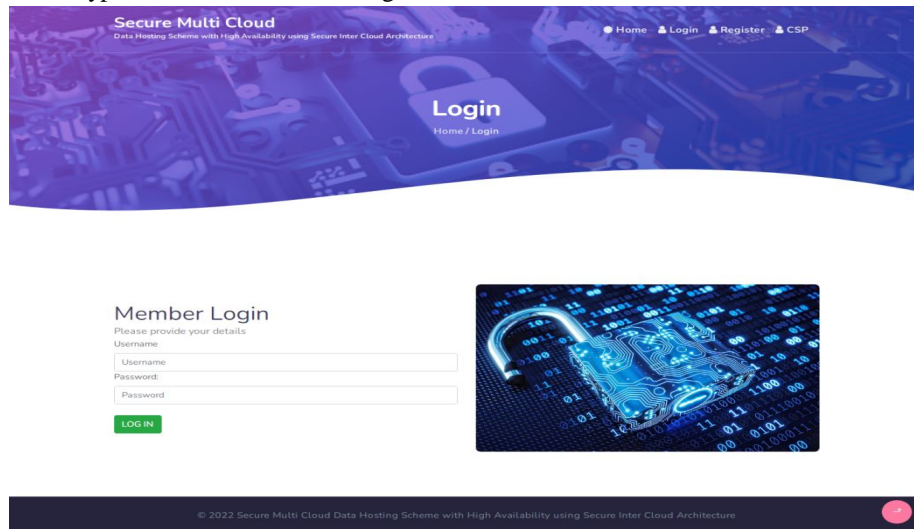 Secure Multi Cloud
Data Hosting Scheme with High Availability using Secure Inter Cloud Architecture
Home Login Register CSP
Login
Home / Login
Member Login
Please provide your details
Username
Username
Password:
Password
LOG IN
© 2022 Secure Multi Cloud Data Hosting Scheme with High Availability using Secure Inter Cloud Architecture